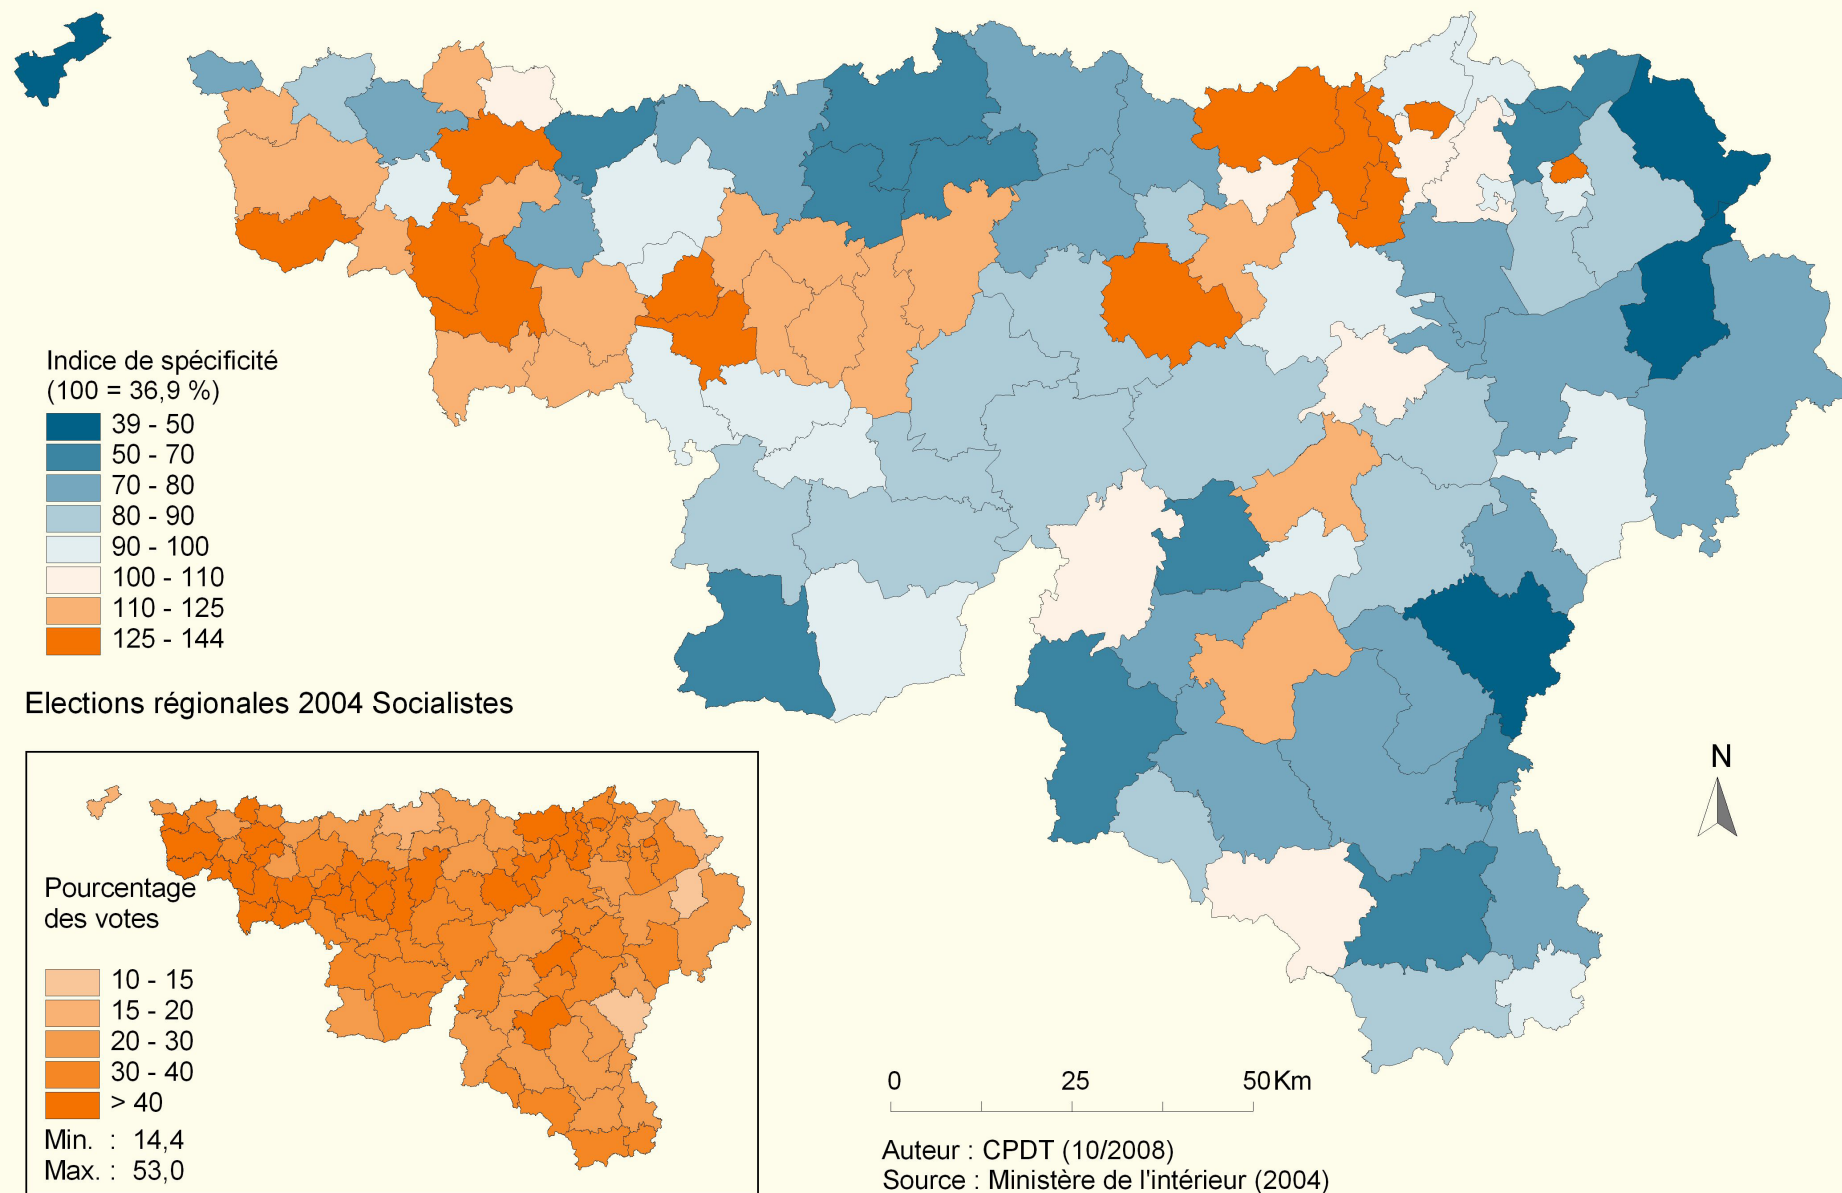 Indice de spécificité
(100 = 36,9 %)
39 - 50
50 - 70
70 - 80
80 - 90
90 - 100
100 - 110
110 - 125
125 - 144
Elections régionales 2004 Socialistes
Pourcentage
des votes
10 - 15
15 - 20
20 - 30
30 - 40
> 40
Min. : 14,4
Max. : 53,0
N
0 25 50 Km
Auteur : CPDT (10/2008)
Source : Ministère de l'intérieur (2004)